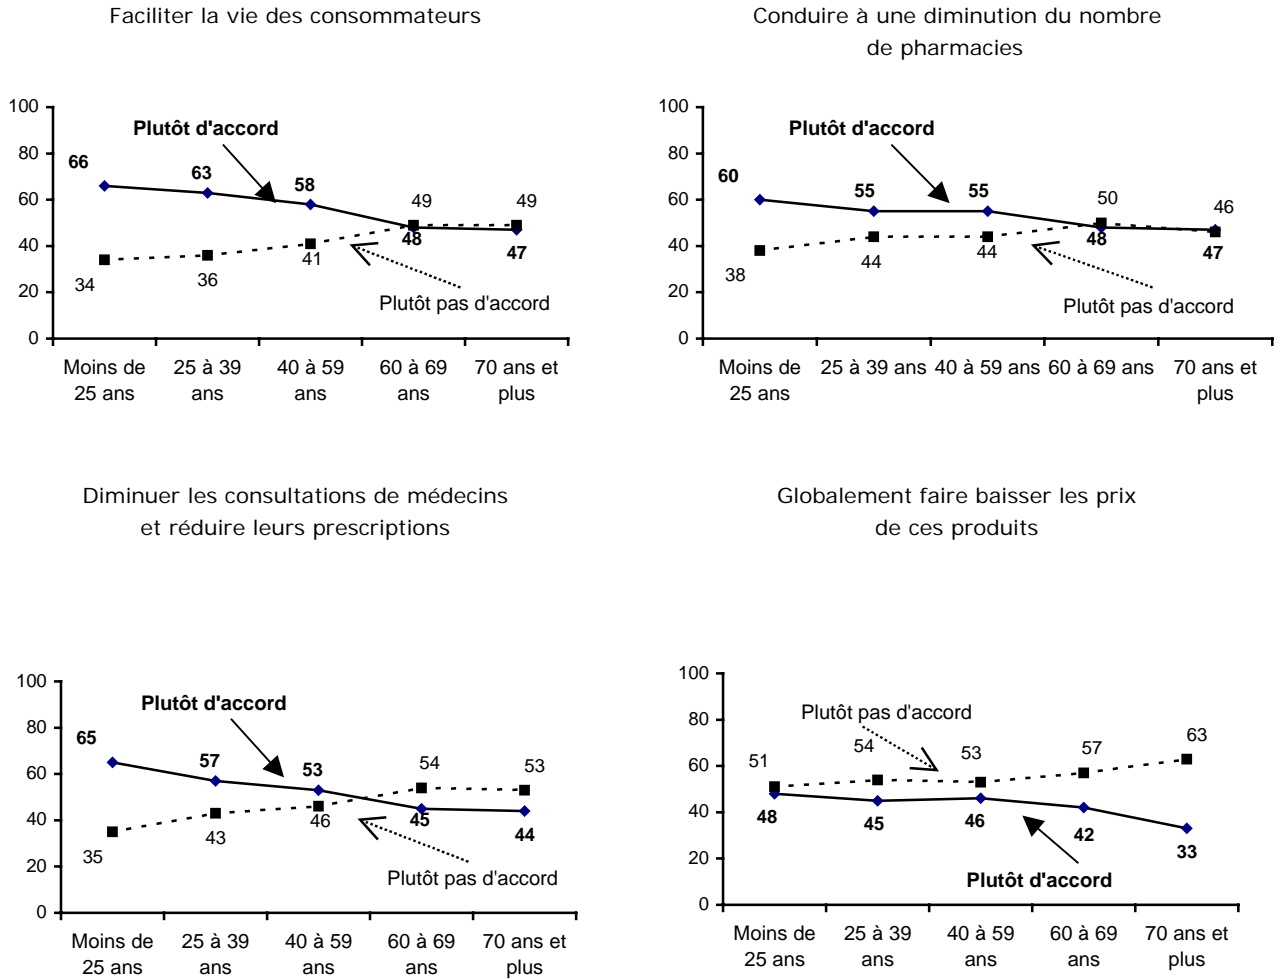 Faciliter la vie des consommateurs
100
80
60
40
20
0
Plutôt d'accord
66
63
58
48
47
34
36
41
49
49
Plutôt pas d'accord
Moins de
25 ans
25 à 39
ans
40 à 59
ans
60 à 69
ans
70 ans et
plus
Conduire à une diminution du nombre
de pharmacies
100
80
60
40
20
0
Plutôt d'accord
60
55
55
48
47
38
44
44
50
46
Plutôt pas d'accord
Moins de
25 ans
25 à 39 ans
40 à 59 ans
60 à 69 ans
70 ans et
plus
Diminuer les consultations de médecins
et réduire leurs prescriptions
100
80
60
40
20
0
Plutôt d'accord
65
57
53
45
44
35
43
46
54
53
Plutôt pas d'accord
Moins de
25 ans
25 à 39
ans
40 à 59
ans
60 à 69
ans
70 ans et
plus
Globalement faire baisser les prix
de ces produits
100
80
60
40
20
0
Plutôt pas d'accord
51
54
53
57
63
48
45
46
42
33
Plutôt d'accord
Moins de
25 ans
25 à 39
ans
40 à 59
ans
60 à 69
ans
70 ans et
plus